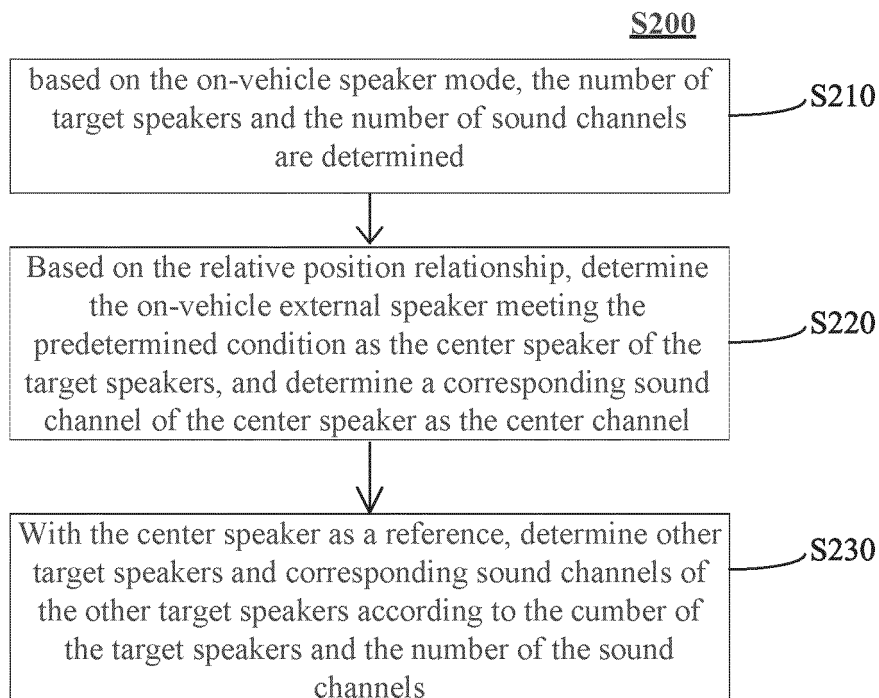 S200
based on the on-vehicle speaker mode, the number of
target speakers and the number of sound channels
are determined
S210
Based on the relative position relationship, determine
the on-vehicle external speaker meeting the
predetermined condition as the center speaker of the
target speakers, and determine a corresponding sound
channel of the center speaker as the center channel
S220
With the center speaker as a reference, determine other
target speakers and corresponding sound channels of
the other target speakers according to the cumber of
the target speakers and the number of the sound
channels
S230